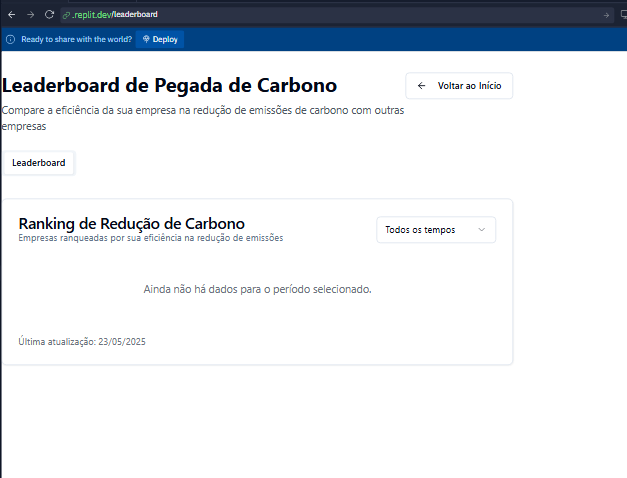 .replit.dev/leaderboard
Ready to share with the world? Deploy
Leaderboard de Pegada de Carbono
Voltar ao Início
Compare a eficiência da sua empresa na redução de emissões de carbono com outras
empresas
Leaderboard
Ranking de Redução de Carbono
Empresas ranqueadas por sua eficiência na redução de emissões
Todos os tempos
Ainda não há dados para o período selecionado.
Última atualização: 23/05/2025